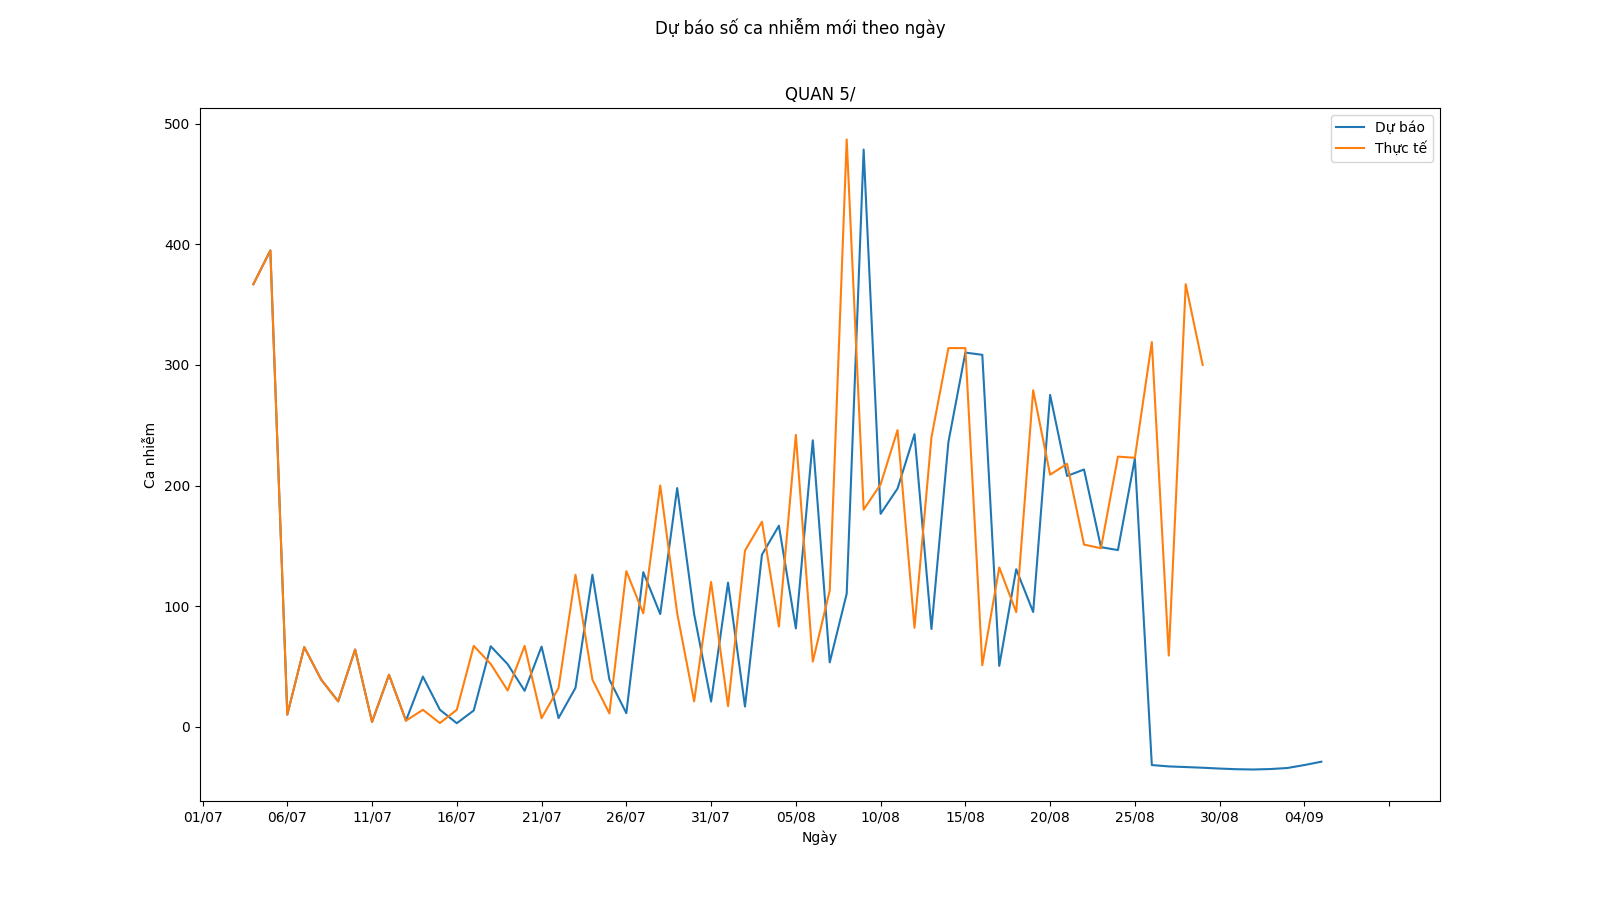 Dự báo số ca nhiễm mới theo ngày
QUAN 5/
Dự báo
Thực tế
500
400
300
200
100
0
Ca nhiễm
01/07 06/07 11/07 16/07 21/07 26/07 31/07 05/08 10/08 15/08 20/08 25/08 30/08 04/09
Ngày